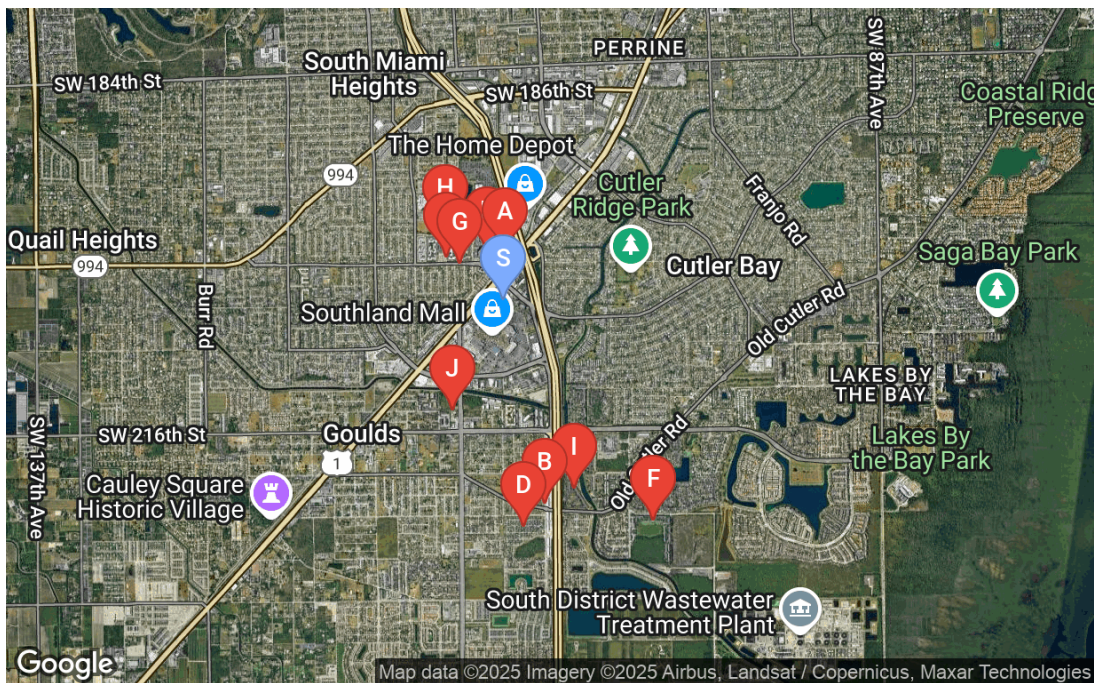 PERRINE
SW 87th Ave
South Miami
Heights
SW 184th St
SW 186th St
Coastal Ridg
Preserve
The Home Depot
994
H
A
G
Cutler
Ridge Park
Franjo Rd
Quail Heights
994
S
Cutler Bay
Saga Bay Park
Burr Rd
Southland Mall
Old Cutler Rd
J
LAKES BY
THE BAY
SW 137th Ave
SW 216th St
Goulds
1
Lakes By
the Bay Park
I
B
D
F
Old Cutler Rd
Cauley Square
Historic Village
South District Wastewater
Treatment Plant
Google
Map data ©2025 Imagery ©2025 Airbus, Landsat / Copernicus, Maxar Technologies